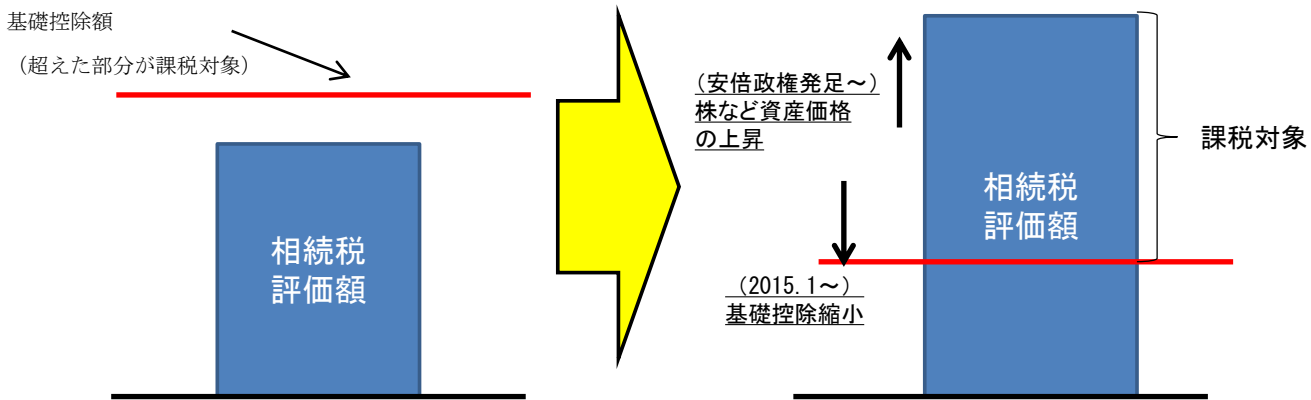 基礎控除額
（超えた部分が課税対象）
相続税
評価額
（安倍政権発足～）
株など資産価格
の上昇
（2015.1～）
基礎控除縮小
相続税
評価額
課税対象